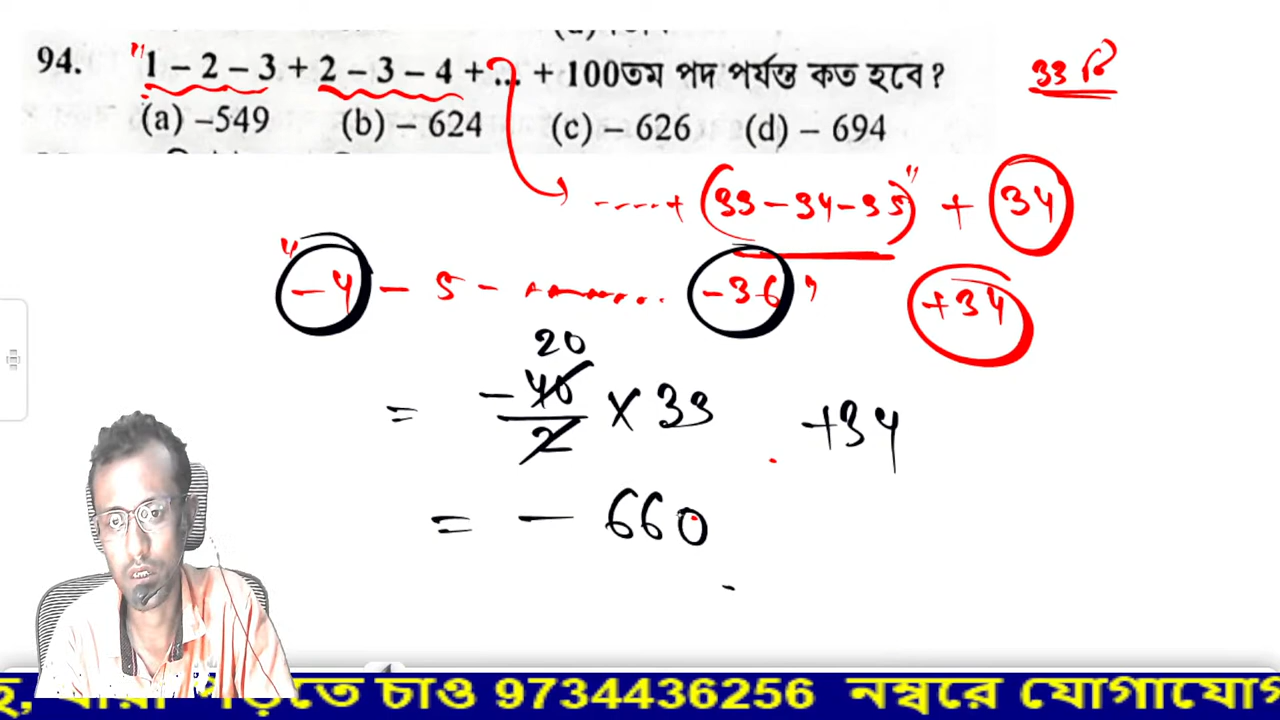 94. 1 – 2 – 3 + 2 – 3 – 4 + ... + 100তম পদ পর্যন্ত কত হবে?
33 টি
(a) –549 (b) – 624 (c) – 626 (d) – 694
.....+ (33 – 34 – 35) + 34
– 4 – 5 – ........... – 36 + 34
20
= –40/2 × 33 + 34
= – 660
–
যারা পড়তে চাও 9734436256 নম্বরে যোগাযোগ